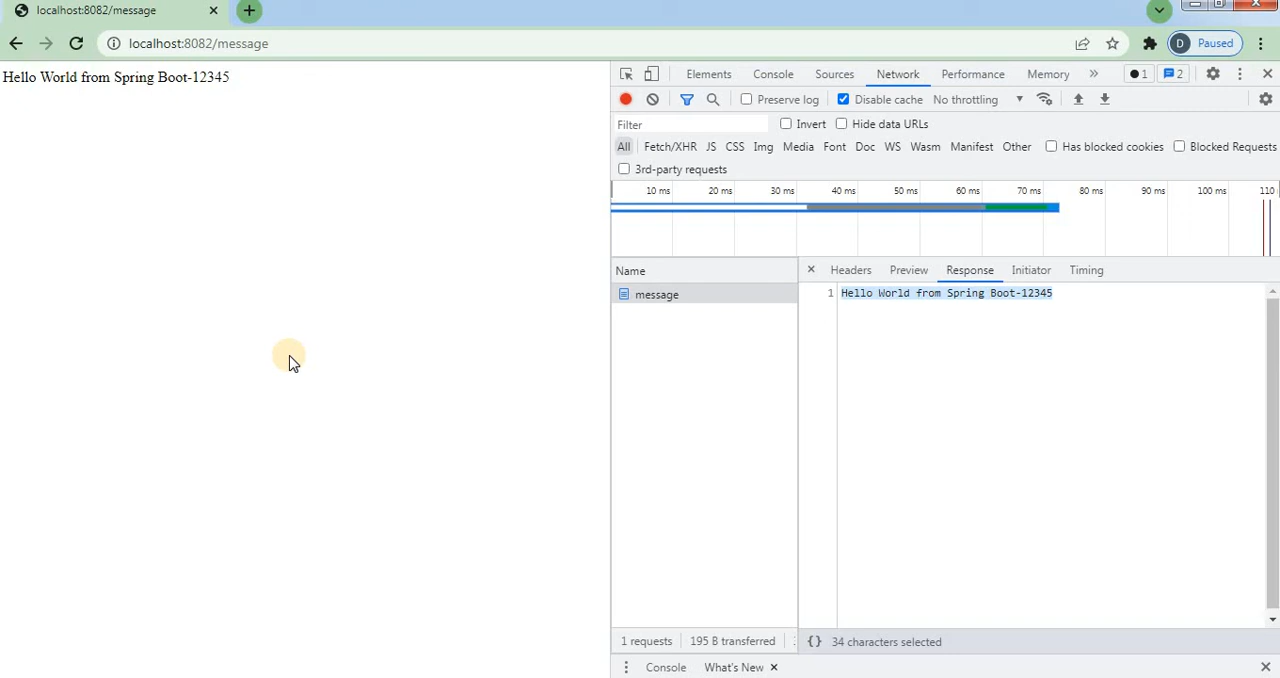 localhost:8082/message
localhost:8082/message
D Paused
Hello World from Spring Boot-12345
Elements Console Sources Network Performance Memory » 1 2
Preserve log Disable cache No throttling
Filter Invert Hide data URLs
All Fetch/XHR JS CSS Img Media Font Doc WS Wasm Manifest Other Has blocked cookies Blocked Requests
3rd-party requests
10 ms 20 ms 30 ms 40 ms 50 ms 60 ms 70 ms 80 ms 90 ms 100 ms 110
Name
message
Headers Preview Response Initiator Timing
1 Hello World from Spring Boot-12345
1 requests 195 B transferred
{} 34 characters selected
Console What's New